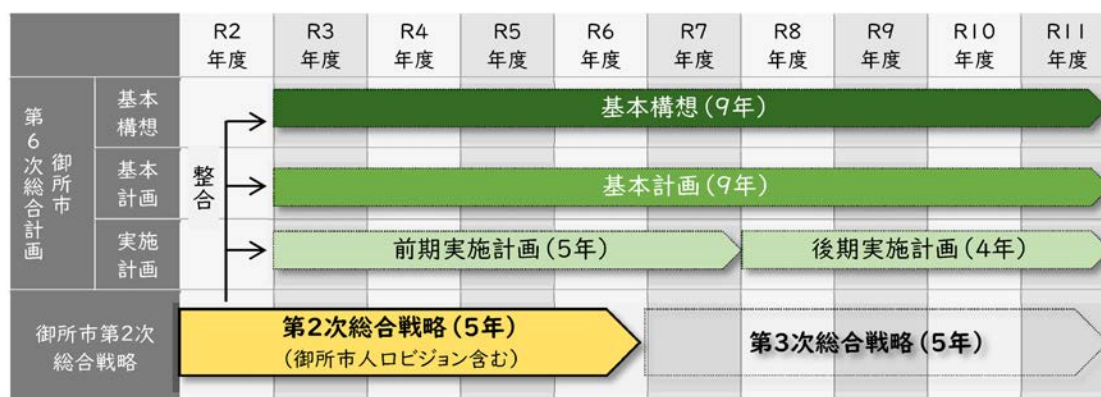 R2 R3 R4 R5 R6 R7 R8 R9 R10 R11
年度 年度 年度 年度 年度 年度 年度 年度 年度 年度
御所市
第6次総合計画
基本
構想
基本構想(9年)
基本
計画
整合
基本計画(9年)
実施
計画
前期実施計画(5年)
後期実施計画(4年)
御所市第2次
総合戦略
第2次総合戦略(5年)
(御所市人口ビジョン含む)
第3次総合戦略(5年)